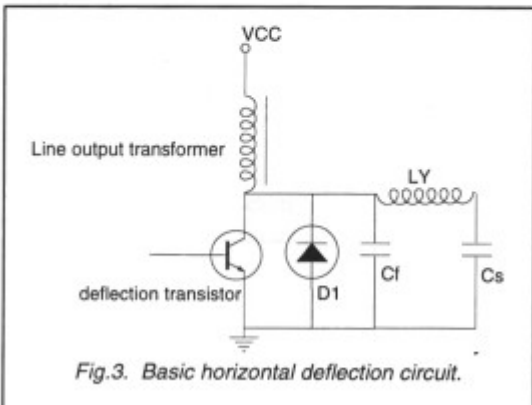 VCC
Line output transformer
LY
deflection transistor
D1
Cf
Cs
Fig.3. Basic horizontal deflection circuit.